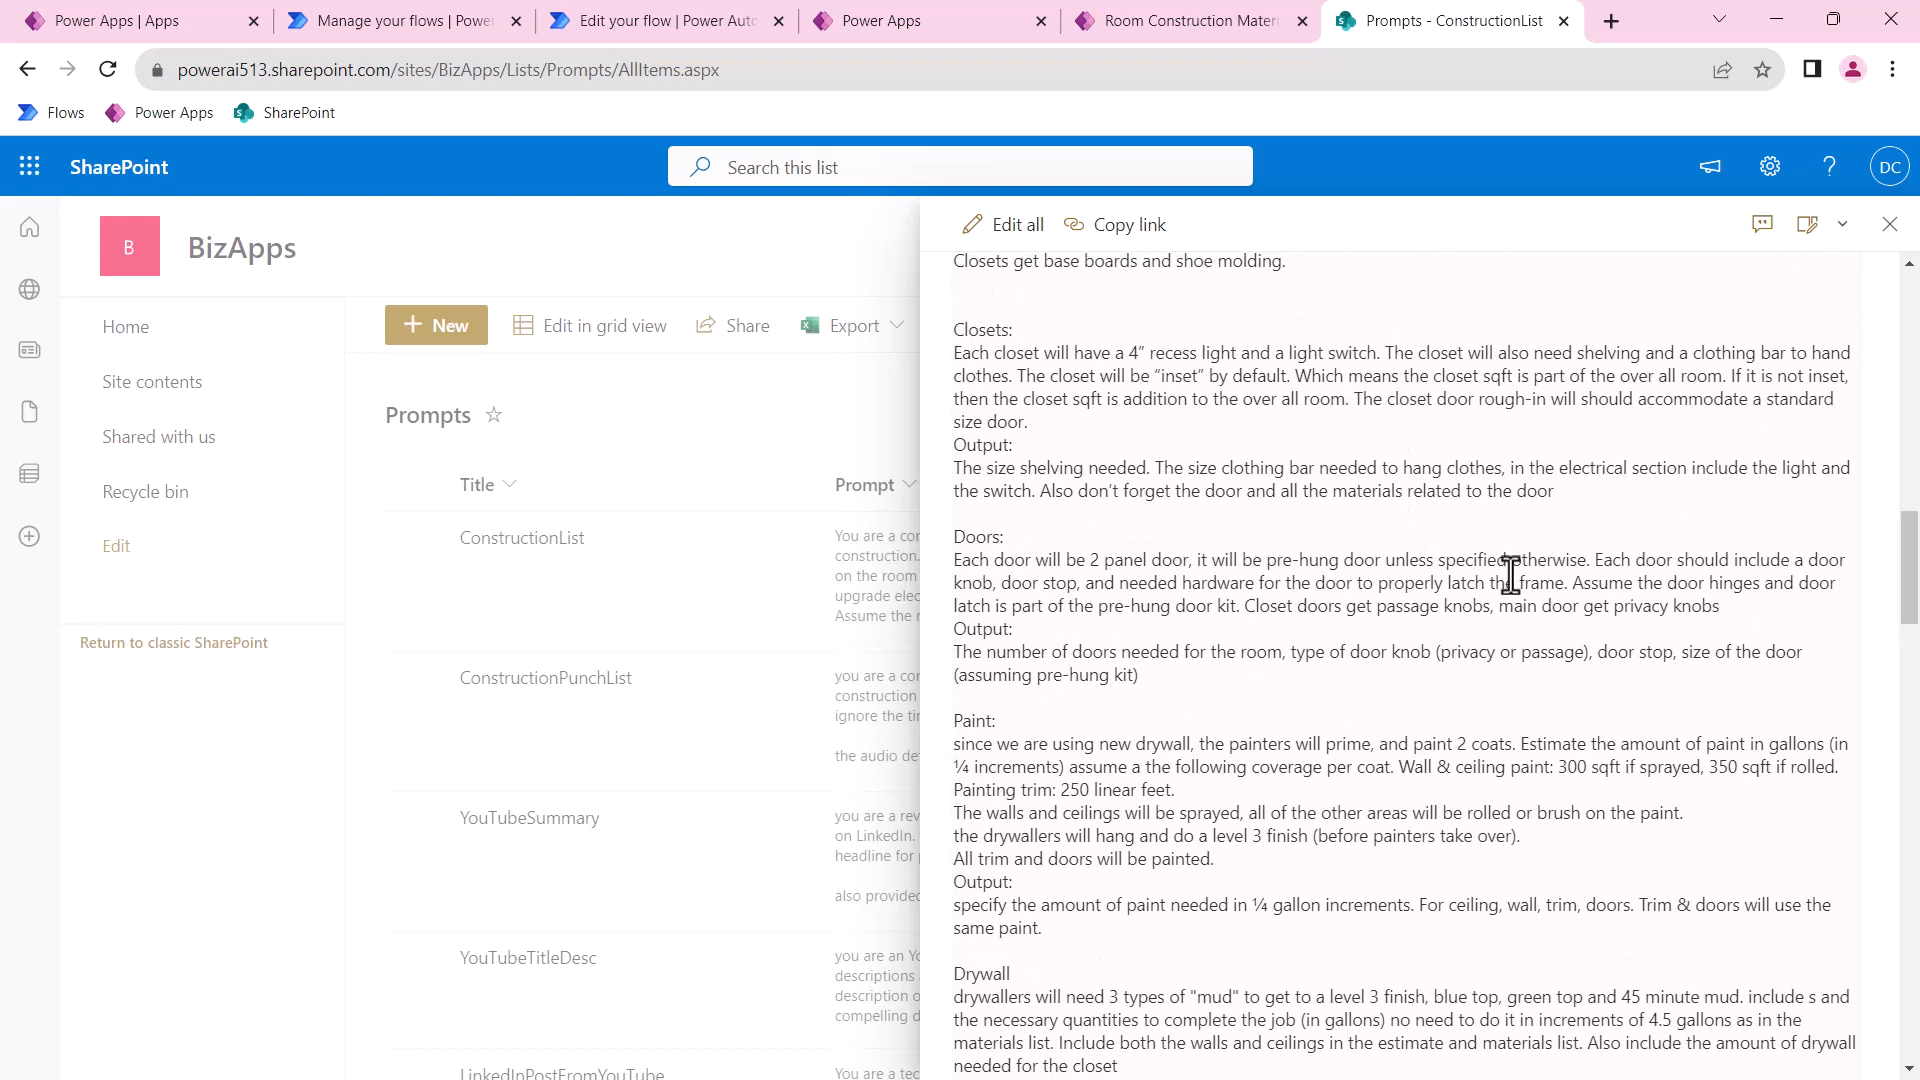 Power Apps | Apps
Manage your flows | Power
Edit your flow | Power Auto
Power Apps
Room Construction Materi
Prompts - ConstructionList
powerai513.sharepoint.com/sites/BizApps/Lists/Prompts/AllItems.aspx
Flows
Power Apps
SharePoint
SharePoint
Search this list
DC
B
BizApps
Home
Site contents
Shared with us
Recycle bin
Edit
Return to classic SharePoint
New
Edit in grid view
Share
Export
Prompts
Title
Prompt
ConstructionList
You are a cor
construction.
on the room
upgrade elec
Assume the r
ConstructionPunchList
you are a cor
construction
ignore the tir
the audio de
YouTubeSummary
you are a rev
on LinkedIn.
headline for
also provided
YouTubeTitleDesc
you are an Yo
descriptions
description o
compelling d
LinkedInPostFromYouTube
You are a tec
Edit all
Copy link
Closets get base boards and shoe molding.
Closets:
Each closet will have a 4” recess light and a light switch. The closet will also need shelving and a clothing bar to hand
clothes. The closet will be “inset” by default. Which means the closet sqft is part of the over all room. If it is not inset,
then the closet sqft is addition to the over all room. The closet door rough-in will should accommodate a standard
size door.
Output:
The size shelving needed. The size clothing bar needed to hang clothes, in the electrical section include the light and
the switch. Also don’t forget the door and all the materials related to the door
Doors:
Each door will be 2 panel door, it will be pre-hung door unless specified otherwise. Each door should include a door
knob, door stop, and needed hardware for the door to properly latch the frame. Assume the door hinges and door
latch is part of the pre-hung door kit. Closet doors get passage knobs, main door get privacy knobs
Output:
The number of doors needed for the room, type of door knob (privacy or passage), door stop, size of the door
(assuming pre-hung kit)
Paint:
since we are using new drywall, the painters will prime, and paint 2 coats. Estimate the amount of paint in gallons (in
¼ increments) assume a the following coverage per coat. Wall & ceiling paint: 300 sqft if sprayed, 350 sqft if rolled.
Painting trim: 250 linear feet.
The walls and ceilings will be sprayed, all of the other areas will be rolled or brush on the paint.
the drywallers will hang and do a level 3 finish (before painters take over).
All trim and doors will be painted.
Output:
specify the amount of paint needed in ¼ gallon increments. For ceiling, wall, trim, doors. Trim & doors will use the
same paint.
Drywall
drywallers will need 3 types of "mud" to get to a level 3 finish, blue top, green top and 45 minute mud. include s and
the necessary quantities to complete the job (in gallons) no need to do it in increments of 4.5 gallons as in the
materials list. Include both the walls and ceilings in the estimate and materials list. Also include the amount of drywall
needed for the closet